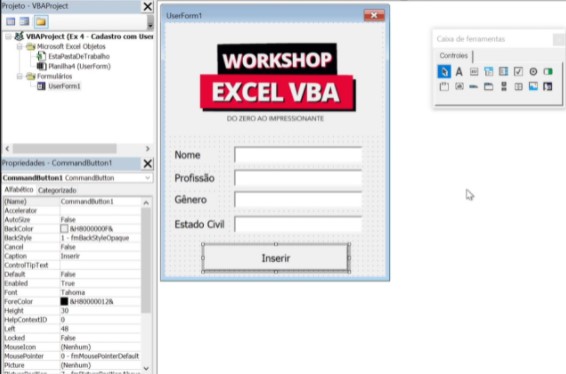 Projeto - VBAProject
VBAProject (Ex 4 - Cadastro com User
Microsoft Excel Objetos
EstaPastaDeTrabalho
Planilha4 (UserForm)
Formulários
UserForm1
Propriedades - CommandButton1
CommandButton1 CommandButton
Alfabético Categorizado
(Name) CommandButton1
Accelerator
AutoSize False
BackColor &H8000000F&
BackStyle 1 - fmBackStyleOpaque
Cancel False
Caption Inserir
ControlTipText
Default False
Enabled True
Font Tahoma
ForeColor &H80000012&
Height 30
HelpContextID 0
Left 48
Locked False
MouseIcon (Nenhum)
MousePointer 0 - fmMousePointerDefault
Picture (Nenhum)
UserForm1
WORKSHOP
EXCEL VBA
DO ZERO AO IMPRESSIONANTE
Nome
Profissão
Gênero
Estado Civil
Inserir
Caixa de ferramentas
Controles
A